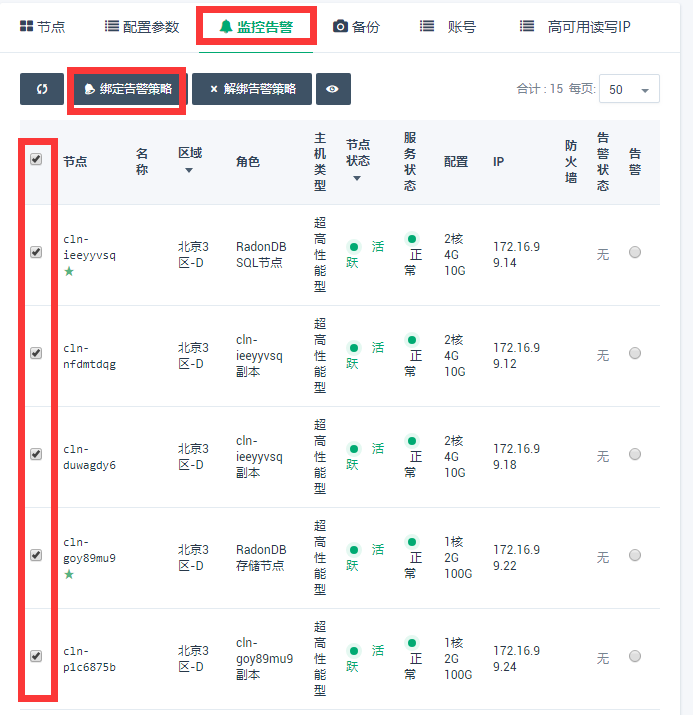 节点 配置参数 监控告警 备份 账号 高可用读写IP
绑定告警策略 解绑告警策略 合计 : 15 每页: 50
节点 名称 区域 角色 主机类型 节点状态 服务状态 配置 IP 防火墙 告警状态 告警
cln-ieeyyvsq 北京3区-D RadonDB SQL节点 超高性能型 活跃 正常 2核 4G 10G 172.16.99.14 无
cln-nfdmtdqg 北京3区-D cln-ieeyyvsq 副本 超高性能型 活跃 正常 2核 4G 10G 172.16.99.12 无
cln-duwagdy6 北京3区-D cln-ieeyyvsq 副本 超高性能型 活跃 正常 2核 4G 10G 172.16.99.18 无
cln-goy89mu9 北京3区-D RadonDB 存储节点 超高性能型 活跃 正常 1核 2G 100G 172.16.99.22 无
cln-p1c6875b 北京3区-D cln-goy89mu9 副本 超高性能型 活跃 正常 1核 2G 100G 172.16.99.24 无